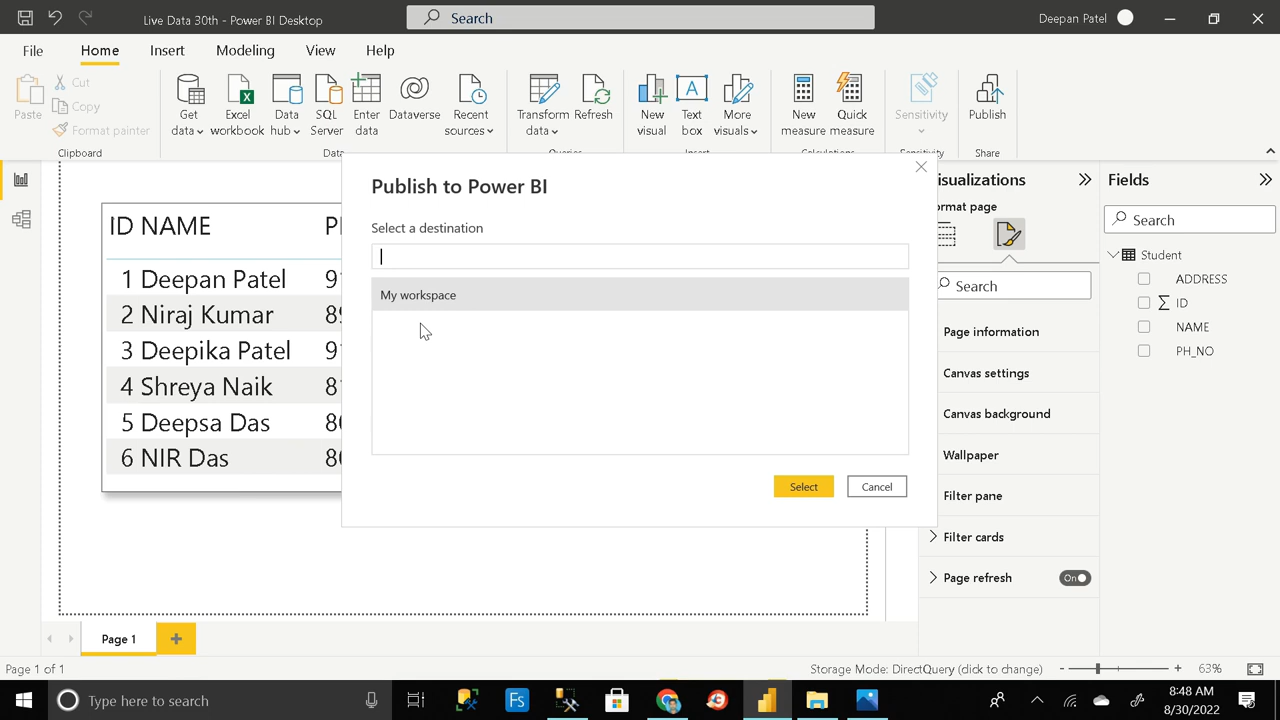 Live Data 30th - Power BI Desktop
Search
Deepan Patel
File
Home
Insert
Modeling
View
Help
Paste
Cut
Copy
Format painter
Get data
Excel workbook
Data hub
SQL Server
Enter data
Dataverse
Recent sources
Transform data
Refresh
New visual
Text box
More visuals
New measure
Quick measure
Sensitivity
Publish
Clipboard
Data
Queries
Insert
Calculations
Sensitivity
Share
ID NAME
1 Deepan Patel
2 Niraj Kumar
3 Deepika Patel
4 Shreya Naik
5 Deepsa Das
6 NIR Das
Publish to Power BI
Select a destination
My workspace
Select
Cancel
isualizations
ormat page
Search
Page information
Canvas settings
Canvas background
Wallpaper
Filter pane
Filter cards
Page refresh
On
Fields
Search
Student
ADDRESS
ID
NAME
PH_NO
Page 1
Page 1 of 1
Storage Mode: DirectQuery (click to change)
63%
Type here to search
Fs
8:48 AM
8/30/2022